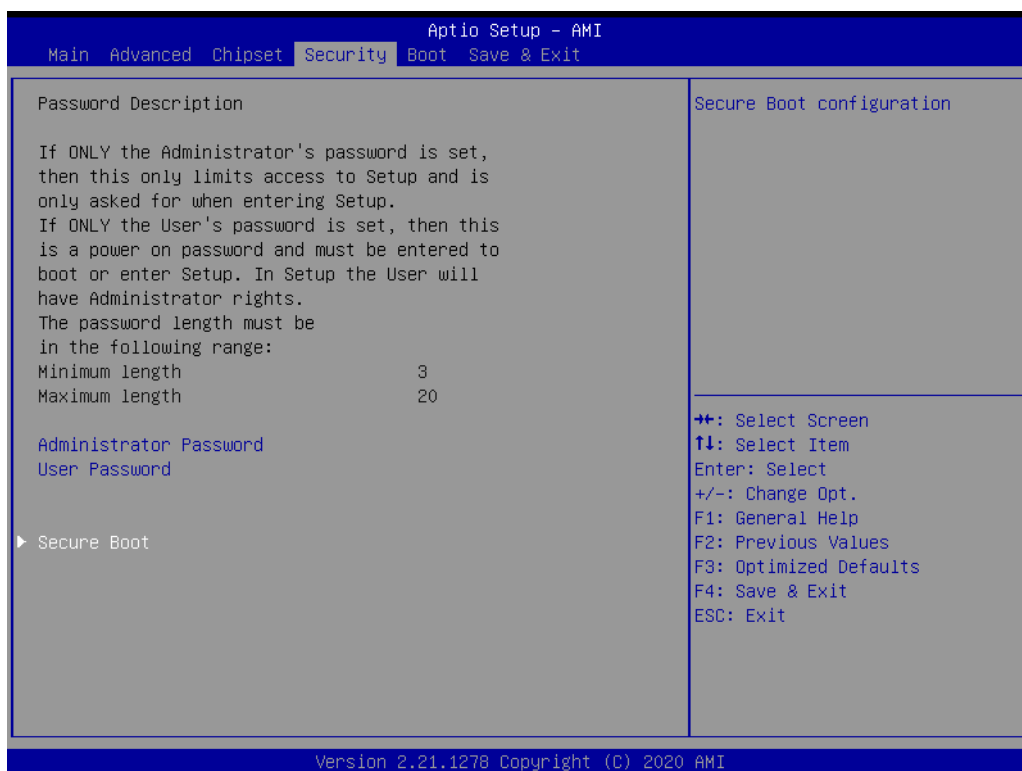 Aptio Setup – AMI
Main Advanced Chipset Security Boot Save & Exit
Password Description
If ONLY the Administrator's password is set,
then this only limits access to Setup and is
only asked for when entering Setup.
If ONLY the User's password is set, then this
is a power on password and must be entered to
boot or enter Setup. In Setup the User will
have Administrator rights.
The password length must be
in the following range:
Minimum length 3
Maximum length 20
Administrator Password
User Password
▶ Secure Boot
Secure Boot configuration
→←: Select Screen
↑↓: Select Item
Enter: Select
+/-: Change Opt.
F1: General Help
F2: Previous Values
F3: Optimized Defaults
F4: Save & Exit
ESC: Exit
Version 2.21.1278 Copyright (C) 2020 AMI